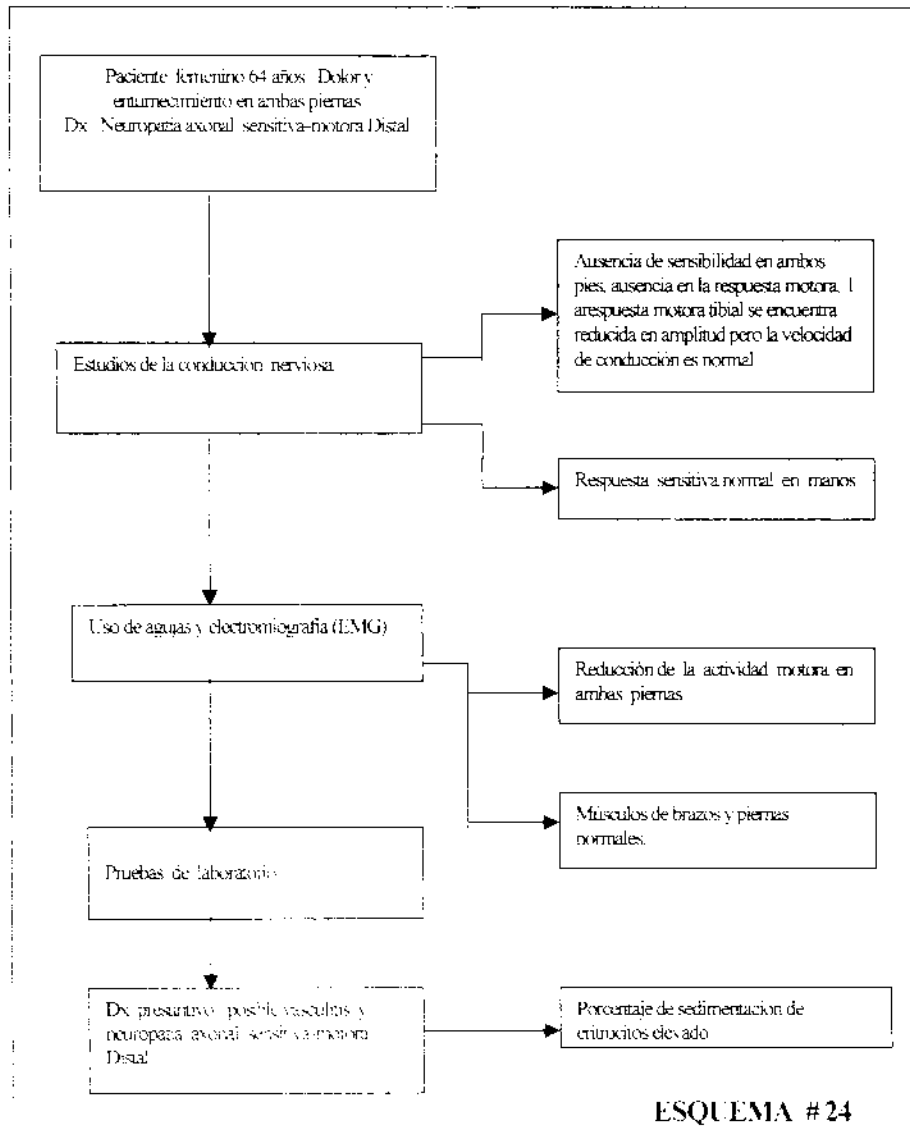 Paciente femenino 64 años Dolor y
entumecimiento en ambas piernas
Dx Neuropatia axonal sensitiva-motora Distal
Ausencia de sensibilidad en ambos
pies, ausencia en la respuesta motora, l
arespuesta motora tibial se encuentra
reducida en amplitud pero la velocidad
de conducción es normal
Estudios de la conduccion nerviosa.
Respuesta sensitiva normal en manos
Uso de agujas y electromiografia (EMG)
Reducción de la actividad motora en
ambas piernas
Músculos de brazos y piernas
normales.
Pruebas de laboratorio
Dx presuntivo posible vasculitis y
neuropatia axonal sensitiva-motora
Distal
Porcentaje de sedimentacion de
eritrocitos elevado
ESQUEMA # 24